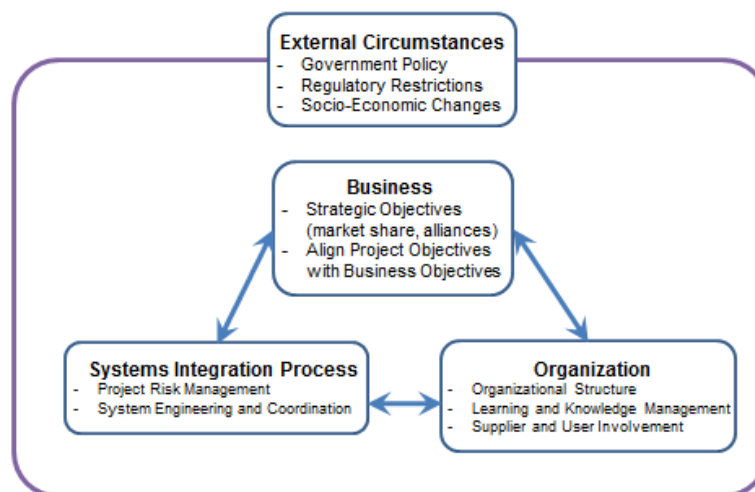 External Circumstances
- Government Policy
- Regulatory Restrictions
- Socio-Economic Changes
Business
- Strategic Objectives
(market share, alliances)
- Align Project Objectives
with Business Objectives
Systems Integration Process
- Project Risk Management
- System Engineering and Coordination
Organization
- Organizational Structure
- Learning and Knowledge Management
- Supplier and User Involvement